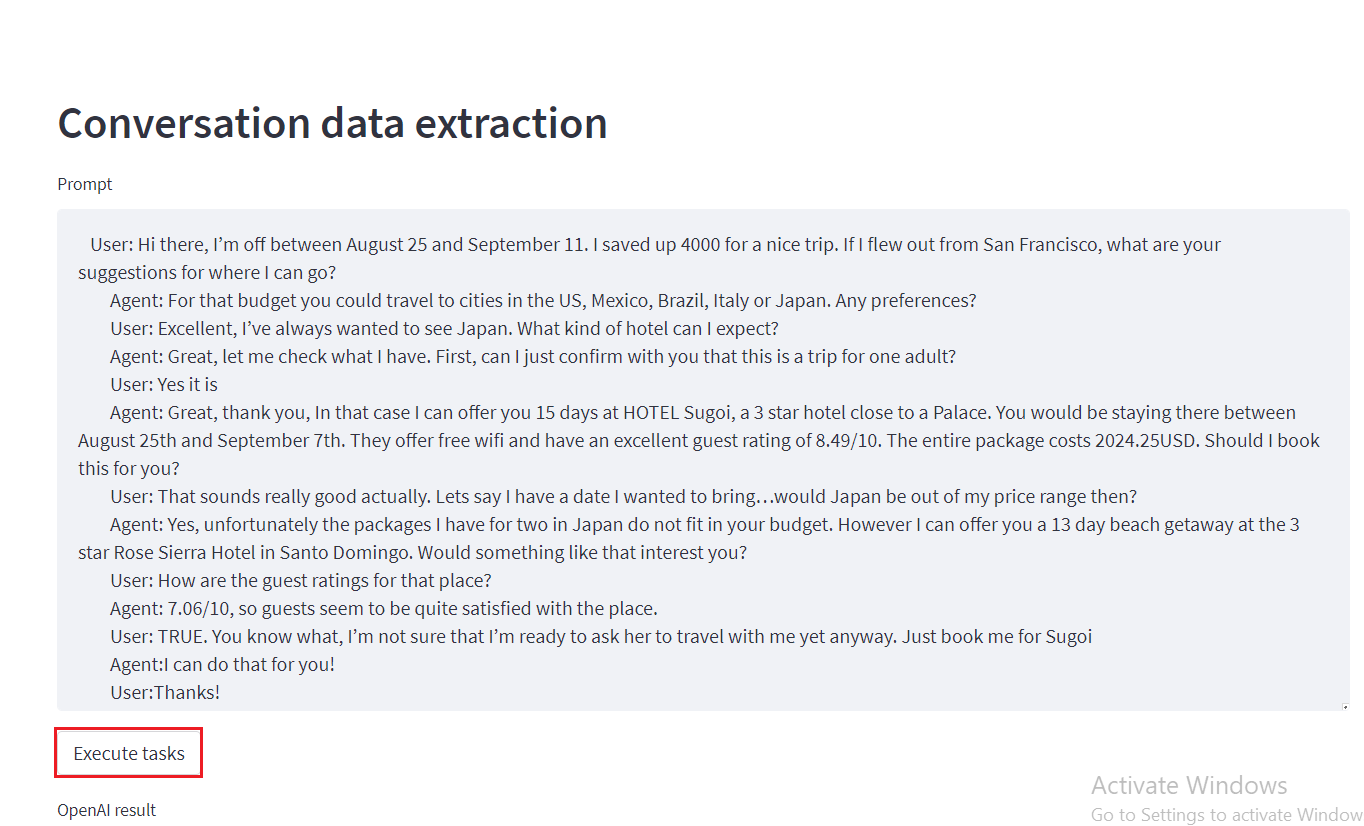 Conversation data extraction
Prompt
User: Hi there, I’m off between August 25 and September 11. I saved up 4000 for a nice trip. If I flew out from San Francisco, what are your
suggestions for where I can go?
Agent: For that budget you could travel to cities in the US, Mexico, Brazil, Italy or Japan. Any preferences?
User: Excellent, I’ve always wanted to see Japan. What kind of hotel can I expect?
Agent: Great, let me check what I have. First, can I just confirm with you that this is a trip for one adult?
User: Yes it is
Agent: Great, thank you, In that case I can offer you 15 days at HOTEL Sugoi, a 3 star hotel close to a Palace. You would be staying there between
August 25th and September 7th. They offer free wifi and have an excellent guest rating of 8.49/10. The entire package costs 2024.25USD. Should I book
this for you?
User: That sounds really good actually. Lets say I have a date I wanted to bring…would Japan be out of my price range then?
Agent: Yes, unfortunately the packages I have for two in Japan do not fit in your budget. However I can offer you a 13 day beach getaway at the 3
star Rose Sierra Hotel in Santo Domingo. Would something like that interest you?
User: How are the guest ratings for that place?
Agent: 7.06/10, so guests seem to be quite satisfied with the place.
User: TRUE. You know what, I’m not sure that I’m ready to ask her to travel with me yet anyway. Just book me for Sugoi
Agent:I can do that for you!
User:Thanks!
Execute tasks
Activate Windows
OpenAI result
Go to Settings to activate Window